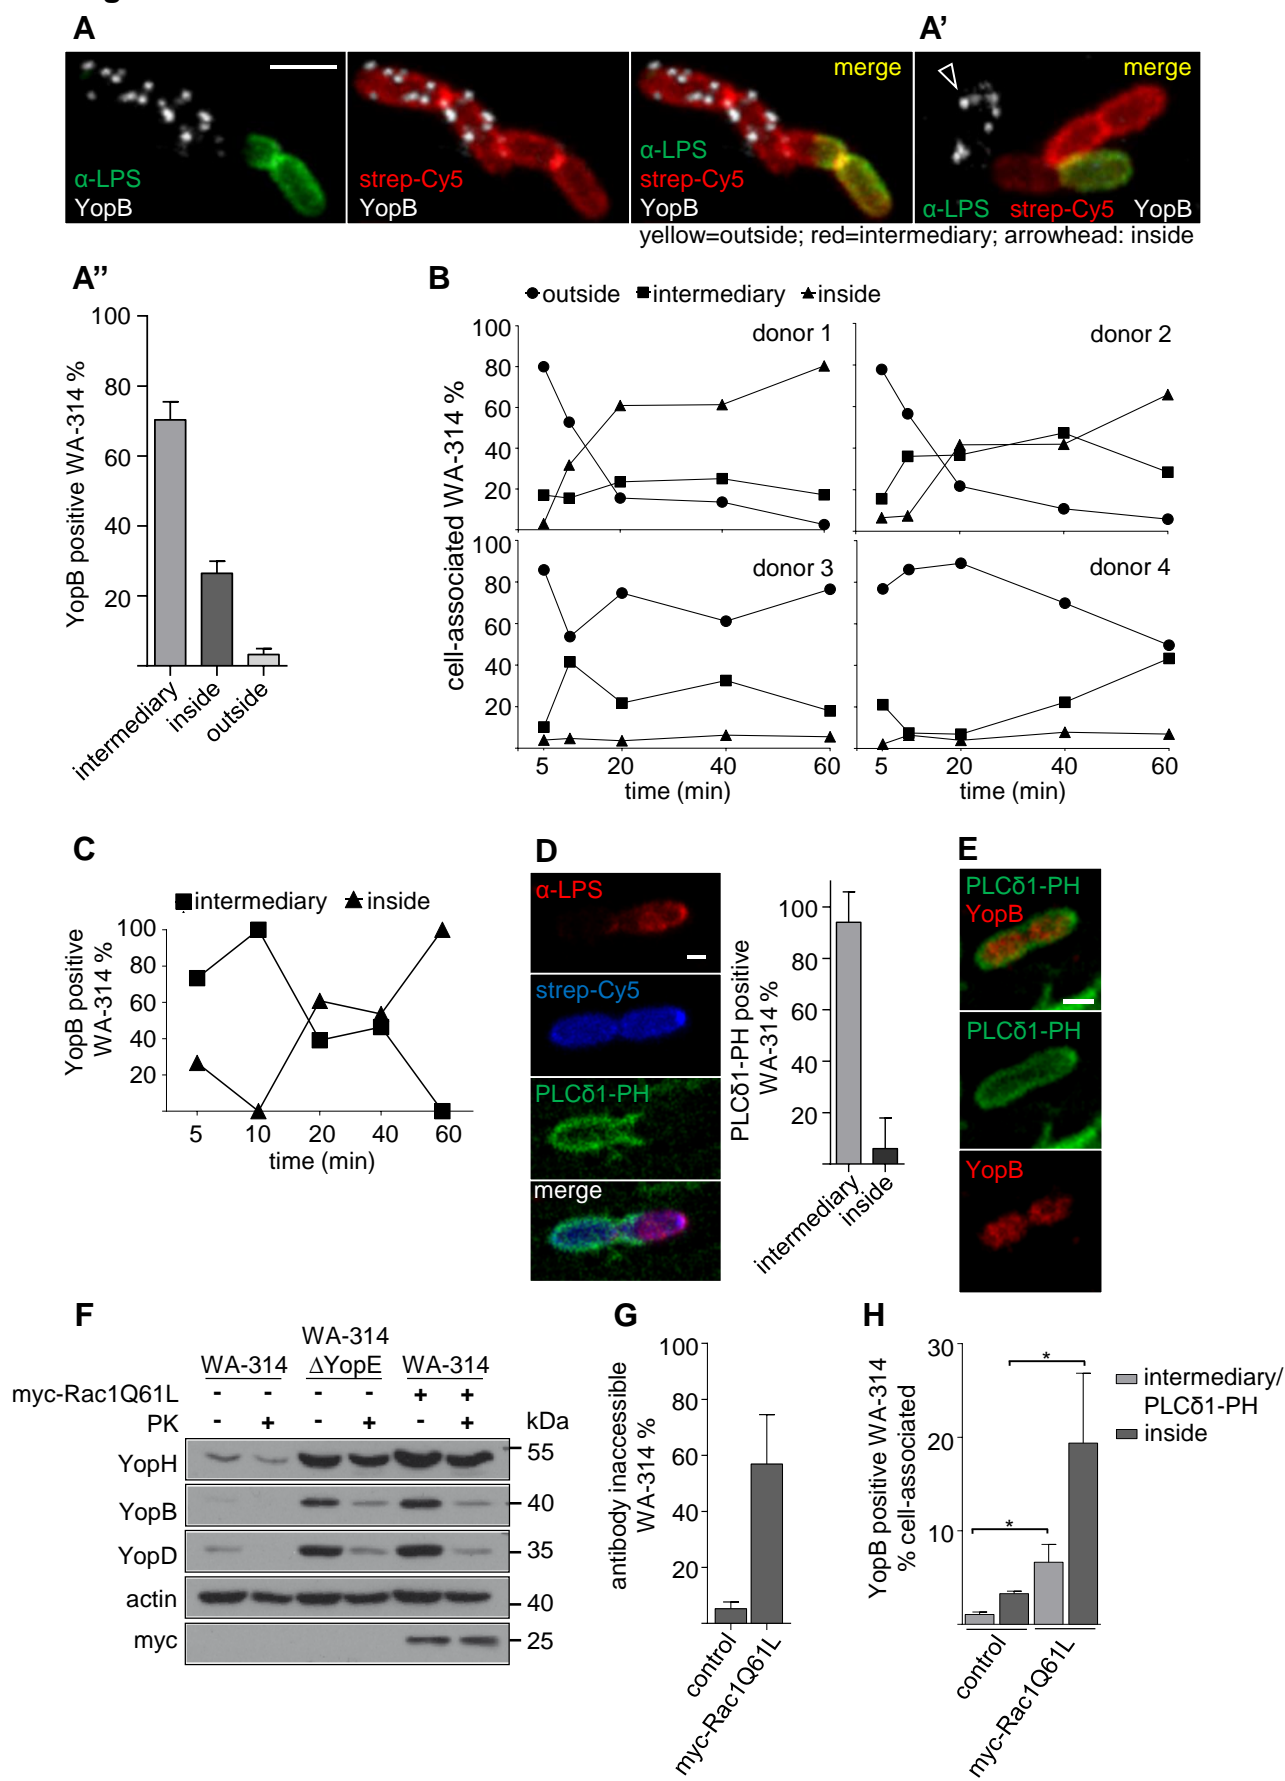 A
A’
α-LPS
YopB
strep-Cy5
YopB
merge
α-LPS
strep-Cy5
YopB
merge
α-LPS strep-Cy5 YopB
yellow=outside; red=intermediary; arrowhead: inside
A’’
YopB positive WA-314 %
100
80
60
40
20
intermediary
inside
outside
B
outside intermediary inside
cell-associated WA-314 %
donor 1
donor 2
100
80
60
40
20
donor 3
donor 4
100
80
60
40
20
5 20 40 60
5 20 40 60
time (min)
time (min)
C
intermediary inside
YopB positive
WA-314 %
100
80
60
40
20
5 10 20 40 60
time (min)
D
α-LPS
strep-Cy5
PLCδ1-PH
merge
PLCδ1-PH positive
WA-314 %
100
80
60
40
20
intermediary
inside
E
PLCδ1-PH
YopB
PLCδ1-PH
YopB
F
WA-314
WA-314
ΔYopE
WA-314
myc-Rac1Q61L - - - - + +
PK - + - + - + kDa
YopH 55
YopB 40
YopD 35
actin 40
myc 25
G
antibody inaccessible
WA-314 %
100
80
60
40
20
control
myc-Rac1Q61L
H
YopB positive WA-314
% cell-associated
30
20
10
*
*
intermediary/
PLCδ1-PH
inside
control
myc-Rac1Q61L